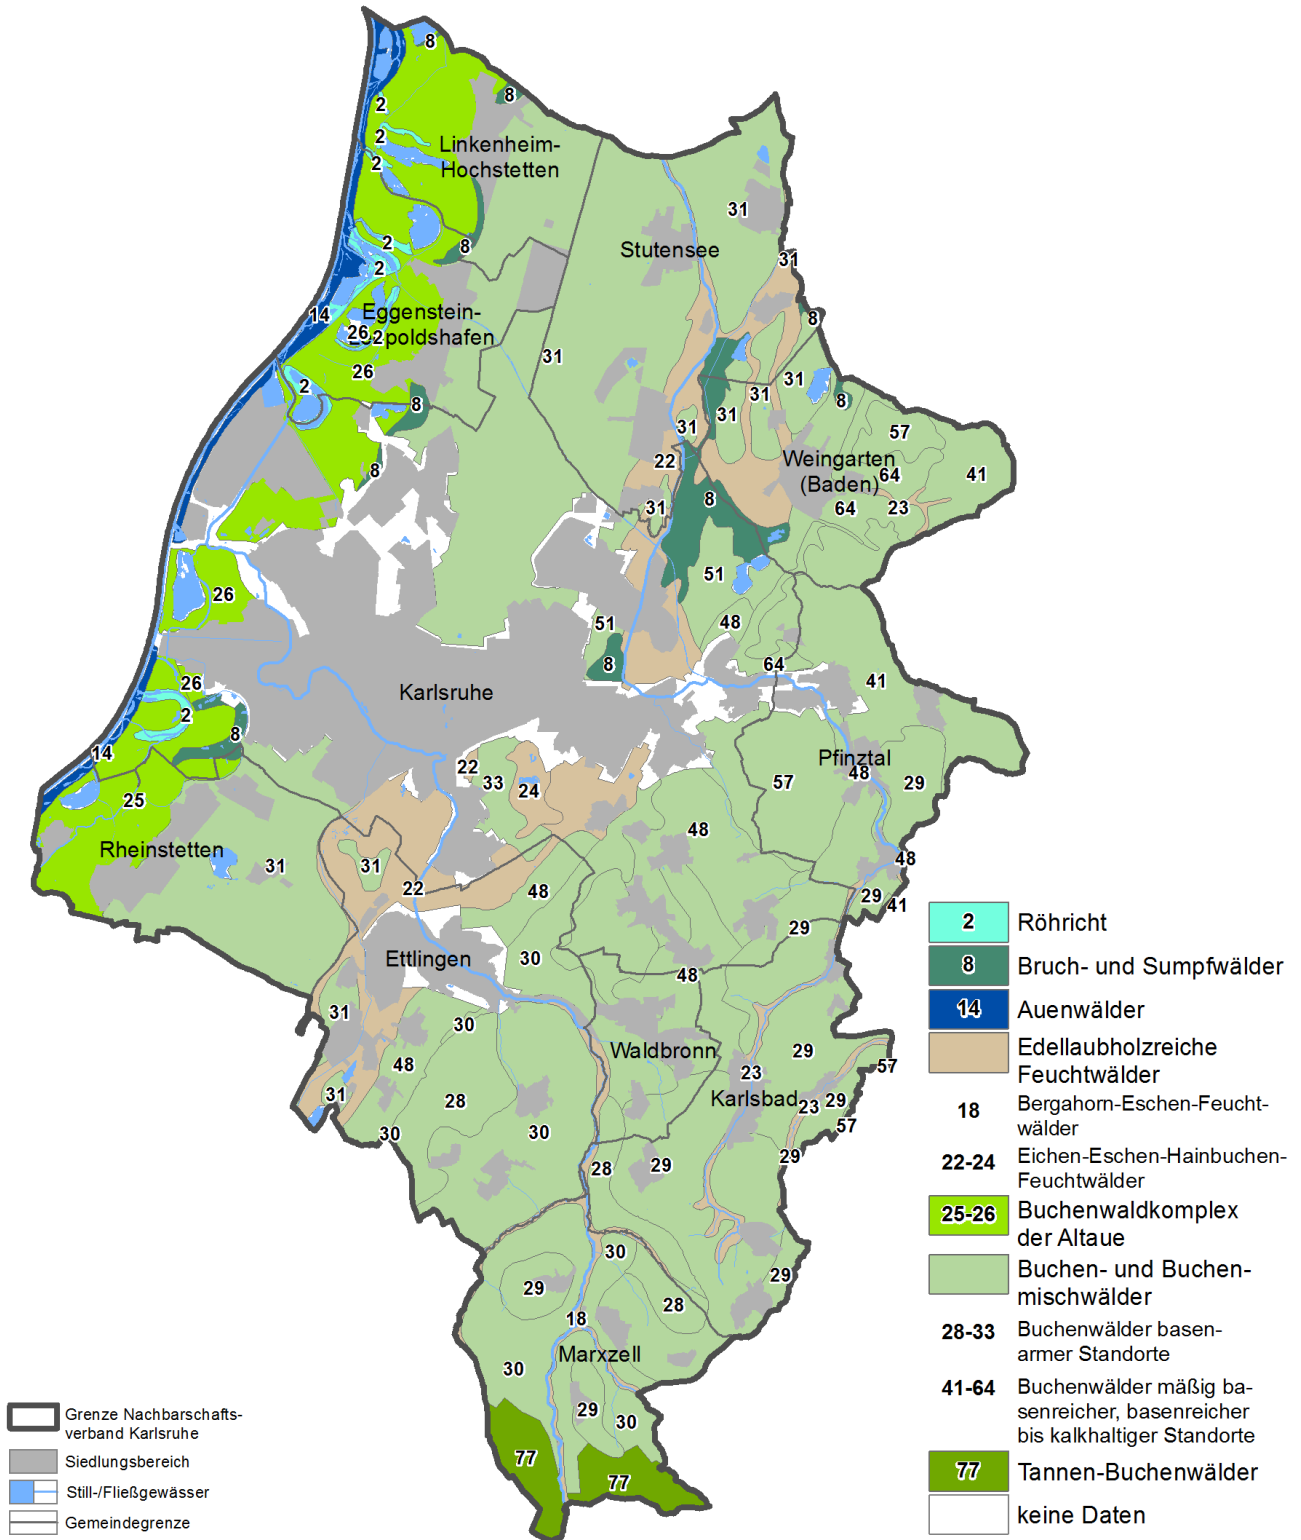 8
8
2
2
2
Linkenheim-
Hochstetten
31
Stutensee
2
8
31
2
14
Eggenstein-
26
2
poldshafen
8
31
26
31
2
31
8
8
31
31
57
22
Weingarten
8
64
41
(Baden)
8
31
64
23
51
26
51
48
8
64
41
26
Karlsruhe
2
8
14
22
33
24
Pfinztal
48
57
29
25
48
Rheinstetten
31
31
48
22
48
29
41
29
Ettlingen
30
48
31
30
Waldbronn
29
57
48
23
Karlsbad
31
28
23
29
57
30
30
29
28
29
30
29
29
28
18
Marxzell
30
29
30
77
77
2 Röhricht
8 Bruch- und Sumpfwälder
14 Auenwälder
Edellaubholzreiche
Feuchtwälder
18 Bergahorn-Eschen-Feucht-
wälder
22-24 Eichen-Eschen-Hainbuchen-
Feuchtwälder
25-26 Buchenwaldkomplex
der Altaue
Buchen- und Buchen-
mischwälder
28-33 Buchenwälder basen-
armer Standorte
41-64 Buchenwälder mäßig ba-
senreicher, basenreicher
bis kalkhaltiger Standorte
77 Tannen-Buchenwälder
keine Daten
Grenze Nachbarschafts-
verband Karlsruhe
Siedlungsbereich
Still-/Fließgewässer
Gemeindegrenze